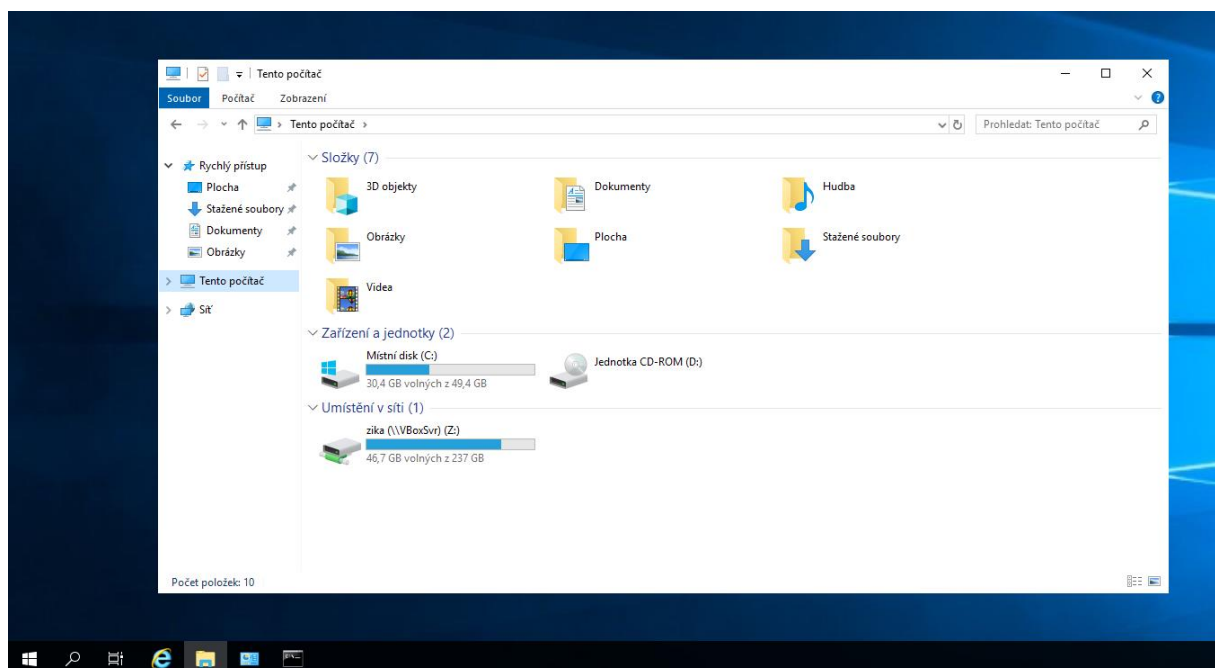 Tento počítač
Soubor Počítač Zobrazení
Tento počítač
Prohledat: Tento počítač
Rychlý přístup
Plocha
Stažené soubory
Dokumenty
Obrázky
Tento počítač
Síť
Složky (7)
3D objekty
Dokumenty
Hudba
Obrázky
Plocha
Stažené soubory
Videa
Zařízení a jednotky (2)
Místní disk (C:)
30,4 GB volných z 49,4 GB
Jednotka CD-ROM (D:)
Umístění v síti (1)
zika (\\VBoxSvr) (Z:)
46,7 GB volných z 237 GB
Počet položek: 10